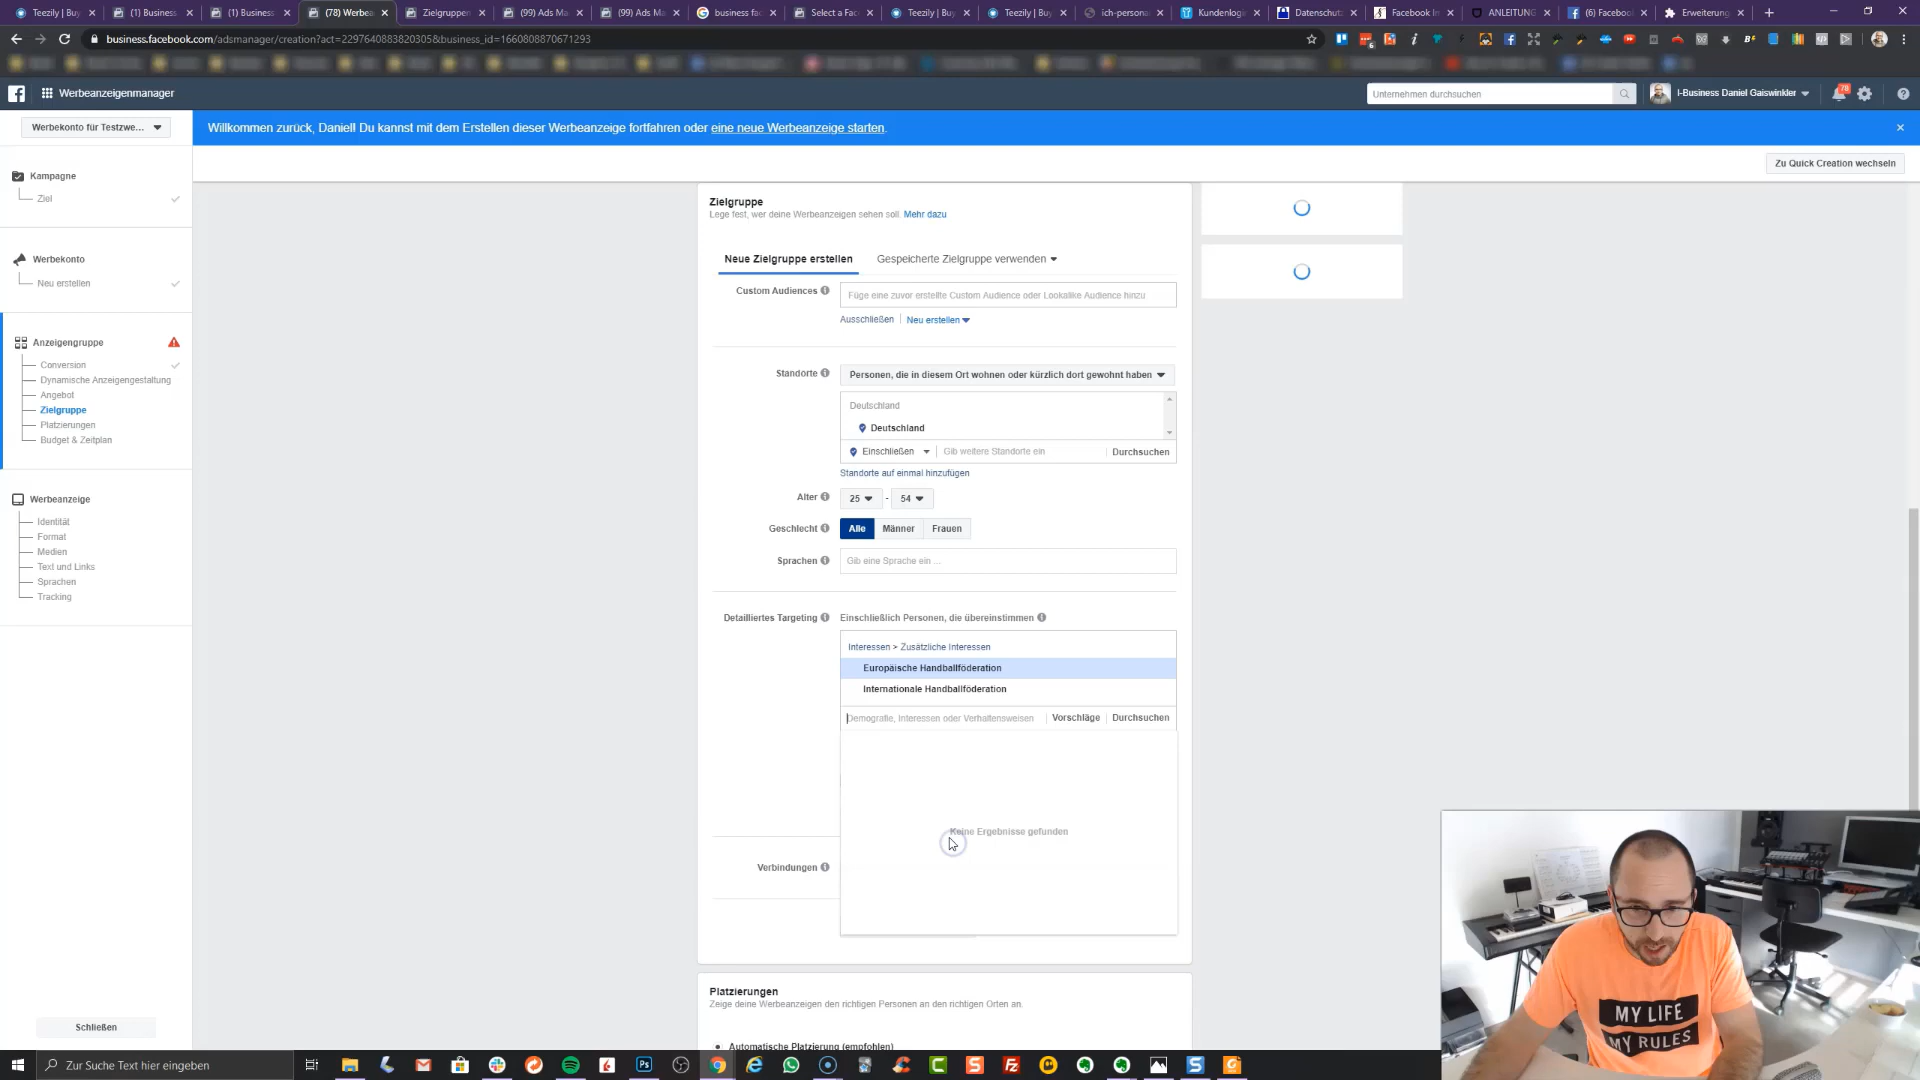 Teezily | Buy
(1) Business
(1) Business
(78) Werbea
Zielgruppen
(99) Ads Ma
(99) Ads Ma
business fac
Select a Fac
Teezily | Buy
Teezily | Buy
ich-persona
Kundenlogi
Datenschutz
Facebook In
ANLEITUNG
(6) Facebook
Erweiterung
business.facebook.com/adsmanager/creation?act=2297640883820305&business_id=1660808870671293
Werbeanzeigenmanager
Unternehmen durchsuchen
I-Business Daniel Gaiswinkler
78
Werbekonto für Testzwe...
Willkommen zurück, Daniel! Du kannst mit dem Erstellen dieser Werbeanzeige fortfahren oder eine neue Werbeanzeige starten.
Zu Quick Creation wechseln
Kampagne
Ziel
Werbekonto
Neu erstellen
Anzeigengruppe
Conversion
Dynamische Anzeigengestaltung
Angebot
Zielgruppe
Platzierungen
Budget & Zeitplan
Werbeanzeige
Identität
Format
Medien
Text und Links
Sprachen
Tracking
Schließen
Zielgruppe
Lege fest, wer deine Werbeanzeigen sehen soll. Mehr dazu
Neue Zielgruppe erstellen
Gespeicherte Zielgruppe verwenden
Custom Audiences
Füge eine zuvor erstellte Custom Audience oder Lookalike Audience hinzu
Ausschließen
Neu erstellen
Standorte
Personen, die in diesem Ort wohnen oder kürzlich dort gewohnt haben
Deutschland
Deutschland
Einschließen
Gib weitere Standorte ein
Durchsuchen
Standorte auf einmal hinzufügen
Alter
25 - 54
Geschlecht
Alle Männer Frauen
Sprachen
Gib eine Sprache ein ...
Detailliertes Targeting
Einschließlich Personen, die übereinstimmen
Interessen > Zusätzliche Interessen
Europäische Handballföderation
Internationale Handballföderation
Demografie, Interessen oder Verhaltensweisen
Vorschläge
Durchsuchen
Keine Ergebnisse gefunden
Verbindungen
Platzierungen
Zeige deine Werbeanzeigen den richtigen Personen an den richtigen Orten an.
Automatische Platzierung (empfohlen)
MY LIFE
MY RULES
Zur Suche Text hier eingeben